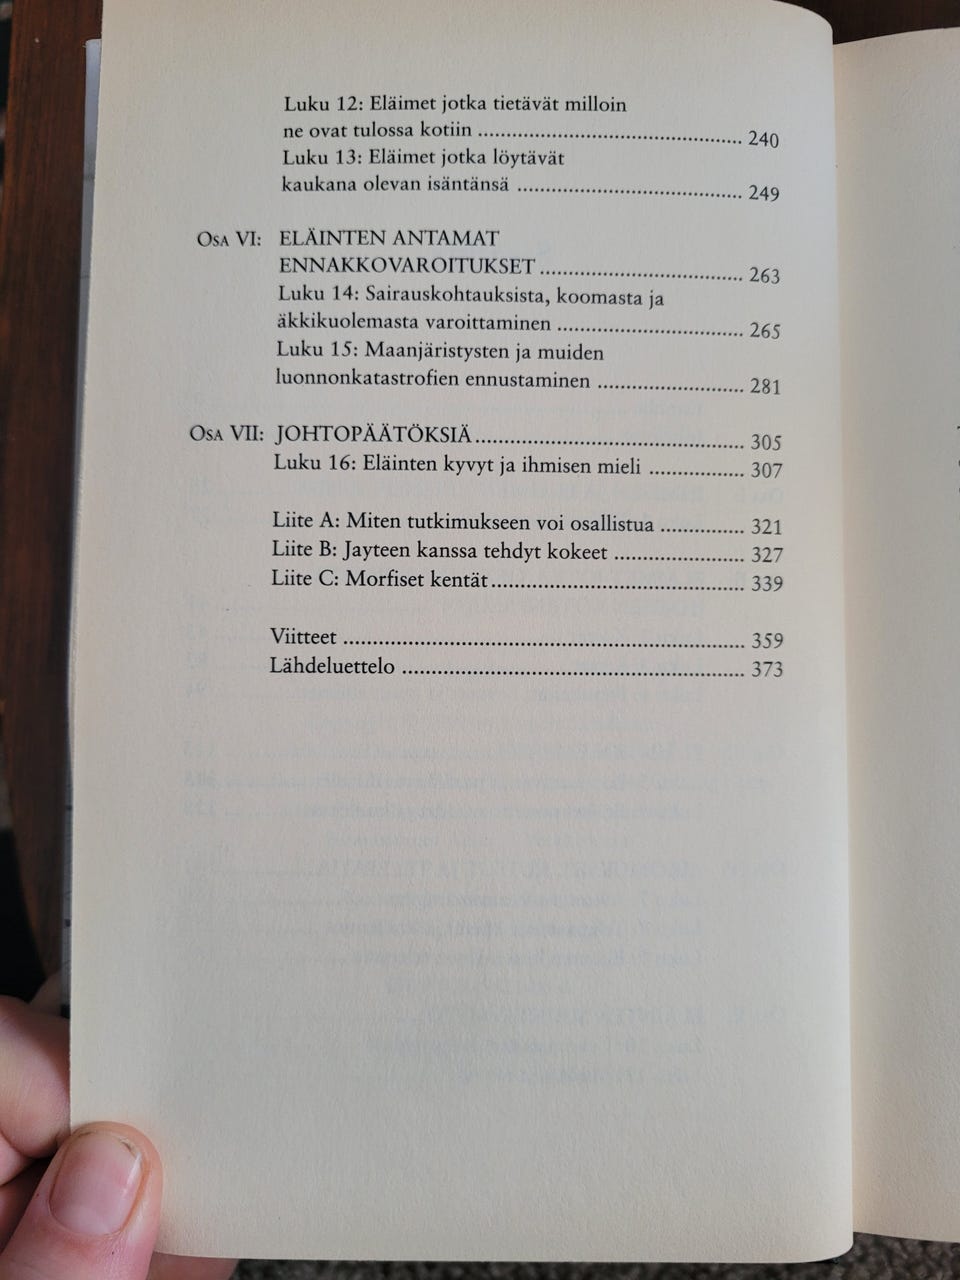 Luku 12: Eläimet jotka tietävät milloin
ne ovat tulossa kotiin ........................................... 240
Luku 13: Eläimet jotka löytävät
kaukana olevan isäntänsä ..................................... 249
Osa VI: ELÄINTEN ANTAMAT
ENNAKKOVAROITUKSET .................................. 263
Luku 14: Sairauskohtauksista, koomasta ja
äkkikuolemasta varoittaminen .............................. 265
Luku 15: Maanjäristysten ja muiden
luonnonkatastrofien ennustaminen ........................ 281
Osa VII: JOHTOPÄÄTÖKSIÄ ............................................ 305
Luku 16: Eläinten kyvyt ja ihmisen mieli ................ 307
Liite A: Miten tutkimukseen voi osallistua .............. 321
Liite B: Jayteen kanssa tehdyt kokeet ..................... 327
Liite C: Morfiset kentät ......................................... 339
Viitteet ................................................................. 359
Lähdeluettelo ........................................................ 373